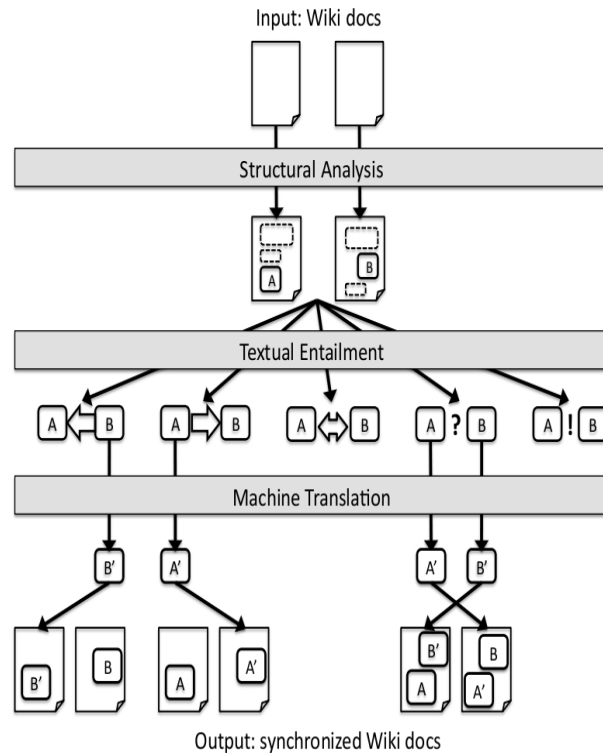 Input: Wiki docs
Structural Analysis
A B
Textual Entailment
A B A B A B A ? B A ! B
Machine Translation
B' A' A' B'
B' B A A' B' A B A'
Output: synchronized Wiki docs